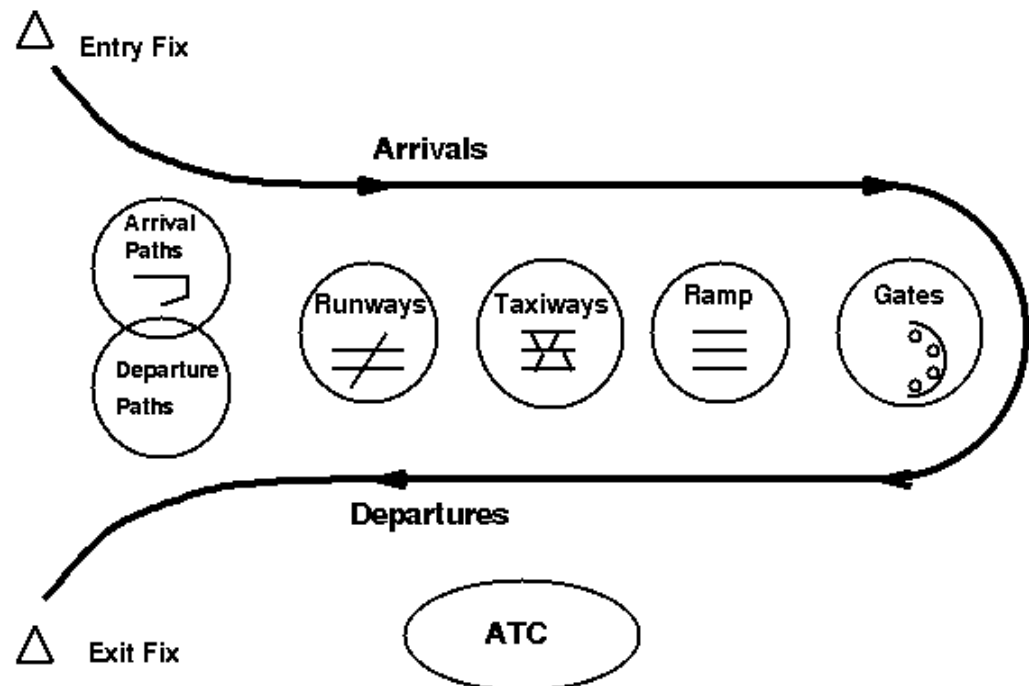 Entry Fix
Arrivals
Arrival
Paths
Runways
Taxiways
Ramp
Gates
Departure
Paths
Departures
ATC
Exit Fix